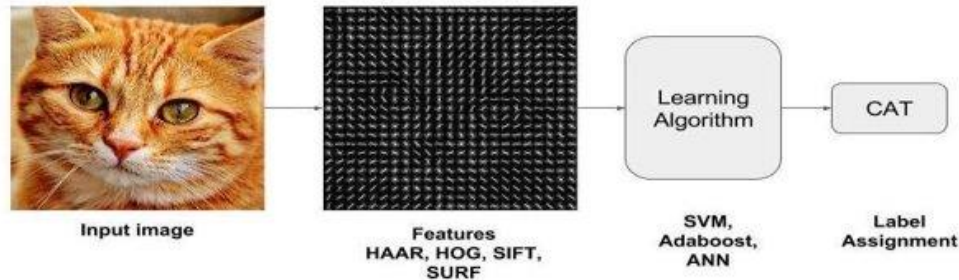 Learning
Algorithm
CAT
Input image
Features
HAAR, HOG, SIFT,
SURF
SVM,
Adaboost,
ANN
Label
Assignment